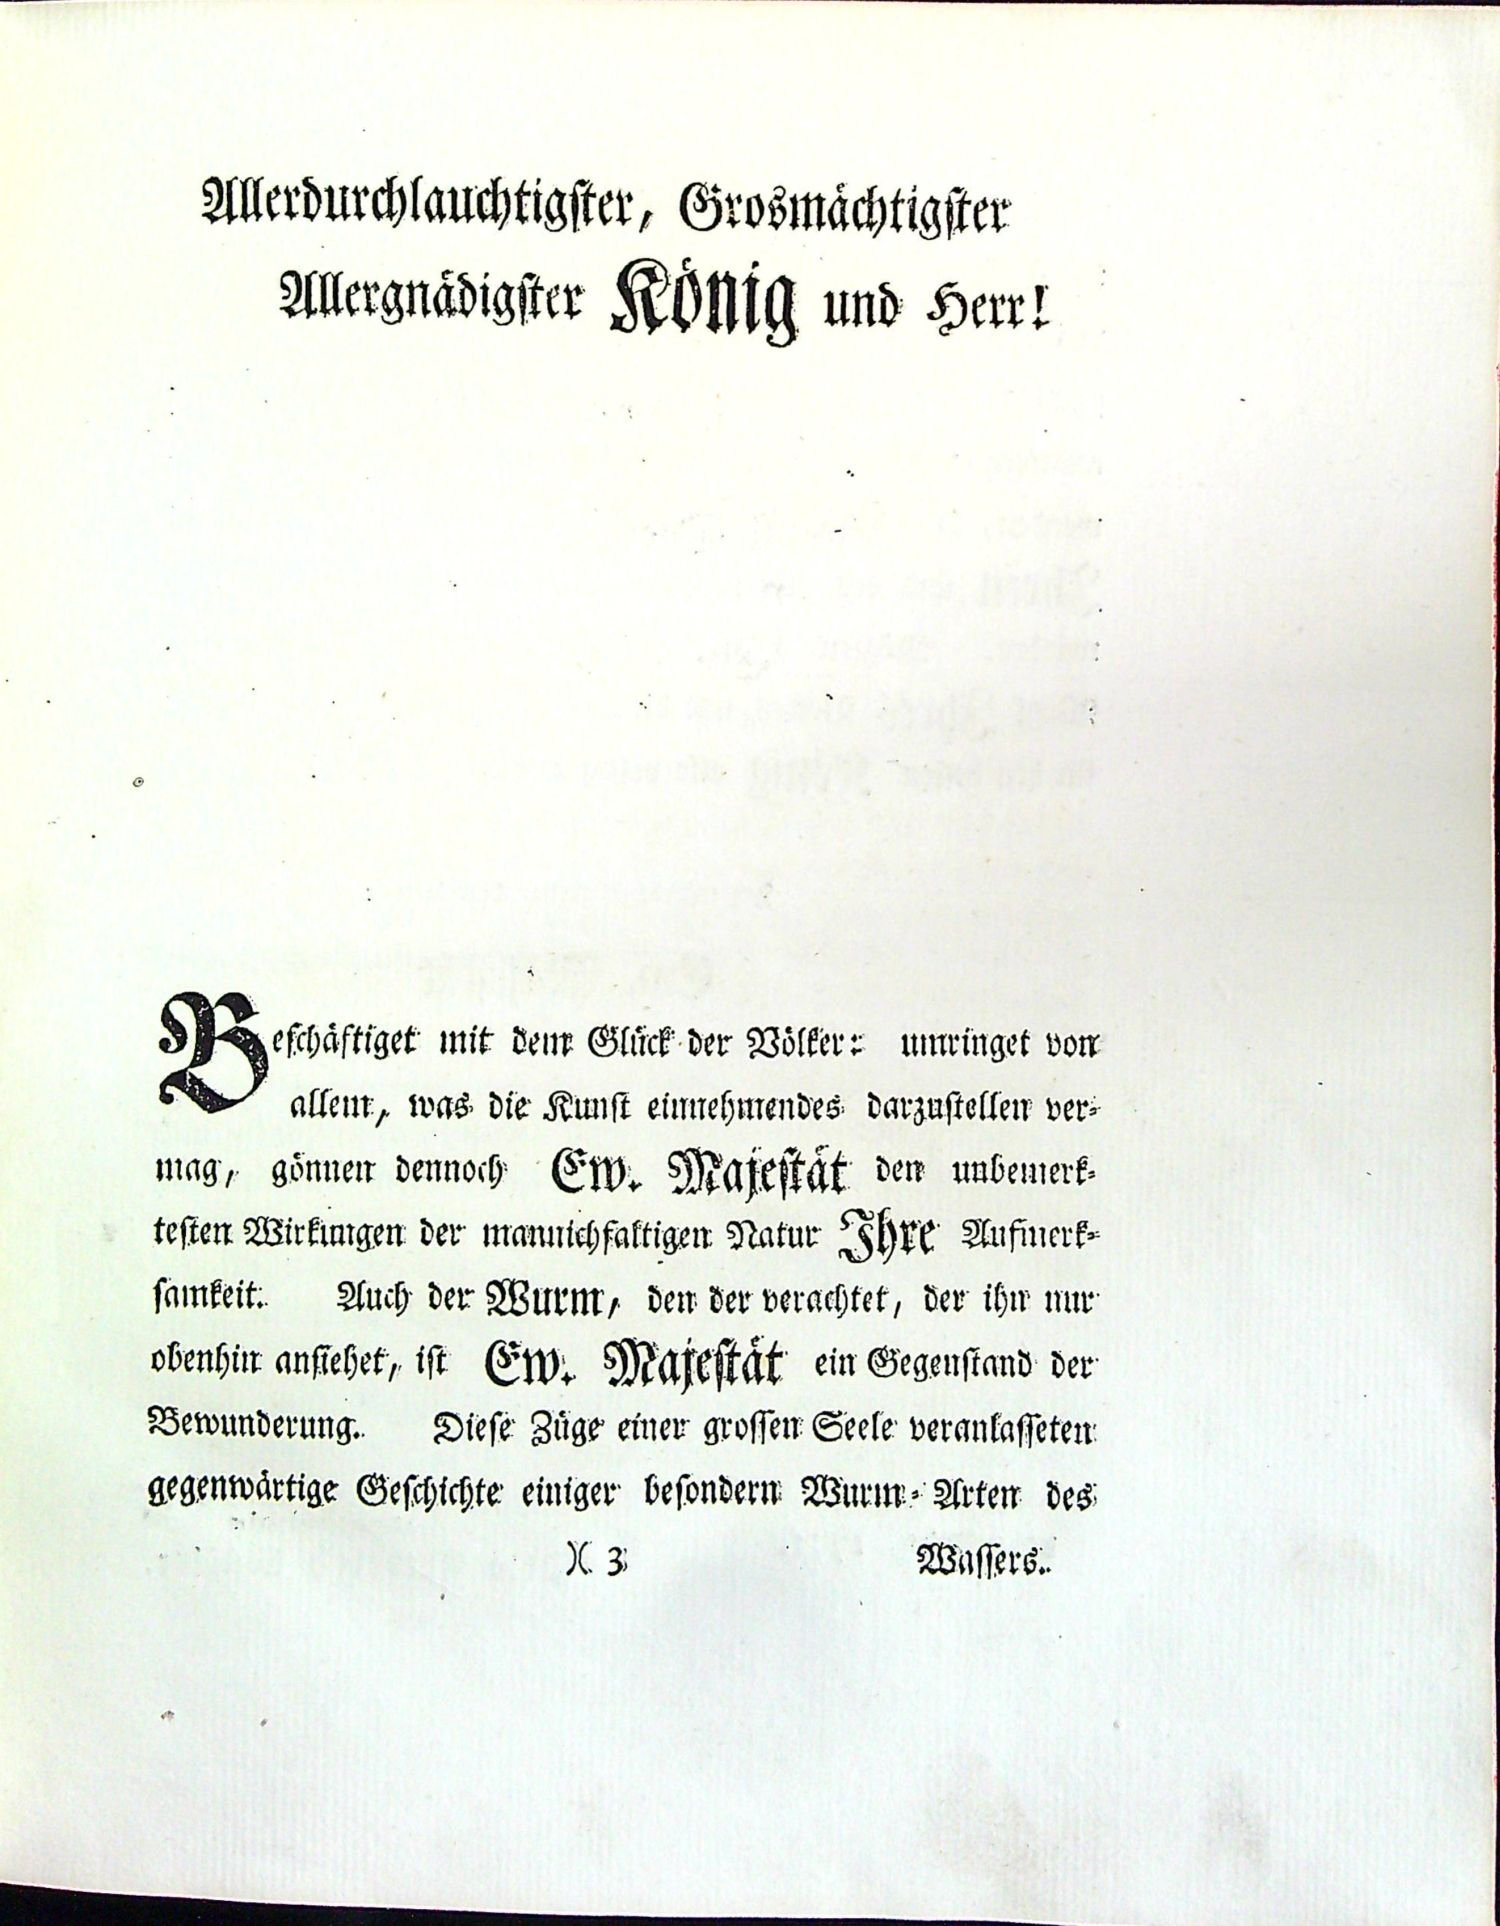 Allerdurchlauchtigster, Grosmächtigster
Allergnädigster König und Herr!
Beschäftiget mit dem Glück der Völker: umringet von
allem, was die Kunst einnehmendes darzustellen ver-
mag, gönnen dennoch Ew. Majestät den unbemerk-
testen Wirkungen der mannichfaltigen Natur Ihre Aufmerk-
samkeit. Auch der Wurm, den der verachtet, der ihn nur
obenhin ansiehet, ist Ew. Majestät ein Gegenstand der
Bewunderung. Diese Züge einer grossen Seele veranlasseten
gegenwärtige Geschichte einiger besondern Wurm-Arten des
)( 3 Wassers.